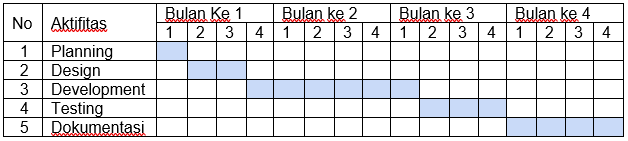 No Aktifitas Bulan Ke 1 Bulan ke 2 Bulan ke 3 Bulan ke 4
1 2 3 4 1 2 3 4 1 2 3 4 1 2 3 4
1 Planning
2 Design
3 Development
4 Testing
5 Dokumentasi